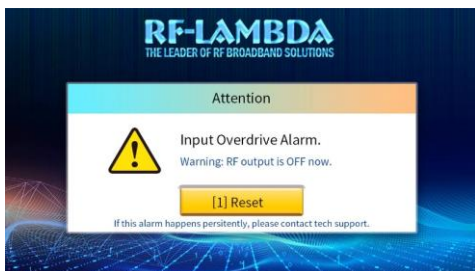 RF-LAMBDA
THE LEADER OF RF BROADBAND SOLUTIONS
Attention
Input Overdrive Alarm.
Warning: RF output is OFF now.
[1] Reset
If this alarm happens persitently, please contact tech support.